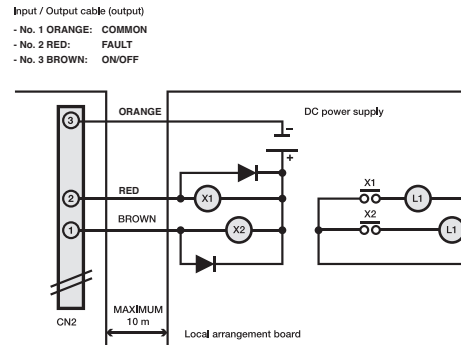 Input / Output cable (output)
- No. 1 ORANGE: COMMON
- No. 2 RED: FAULT
- No. 3 BROWN: ON/OFF
3
ORANGE
DC power supply
-
+
2
RED
X1
X1
L1
1
BROWN
X2
X2
L1
CN2
MAXIMUM
10 m
Local arrangement board